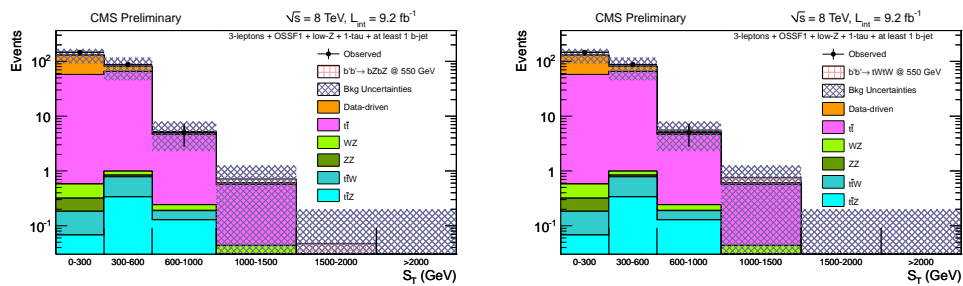 CMS Preliminary
√s = 8 TeV, L_int = 9.2 fb⁻¹
3-leptons + OSSF1 + low-Z + 1-tau + at least 1 b-jet
Events
10²
10
1
10⁻¹
Observed
b'b'→ bZbZ @ 550 GeV
Bkg Uncertainties
Data-driven
tt̄
WZ
ZZ
tt̄W
tt̄Z
0-300 300-600 600-1000 1000-1500 1500-2000 >2000
S_T (GeV)
CMS Preliminary
√s = 8 TeV, L_int = 9.2 fb⁻¹
3-leptons + OSSF1 + low-Z + 1-tau + at least 1 b-jet
Events
10²
10
1
10⁻¹
Observed
b'b'→ tWtW @ 550 GeV
Bkg Uncertainties
Data-driven
tt̄
WZ
ZZ
tt̄W
tt̄Z
0-300 300-600 600-1000 1000-1500 1500-2000 >2000
S_T (GeV)